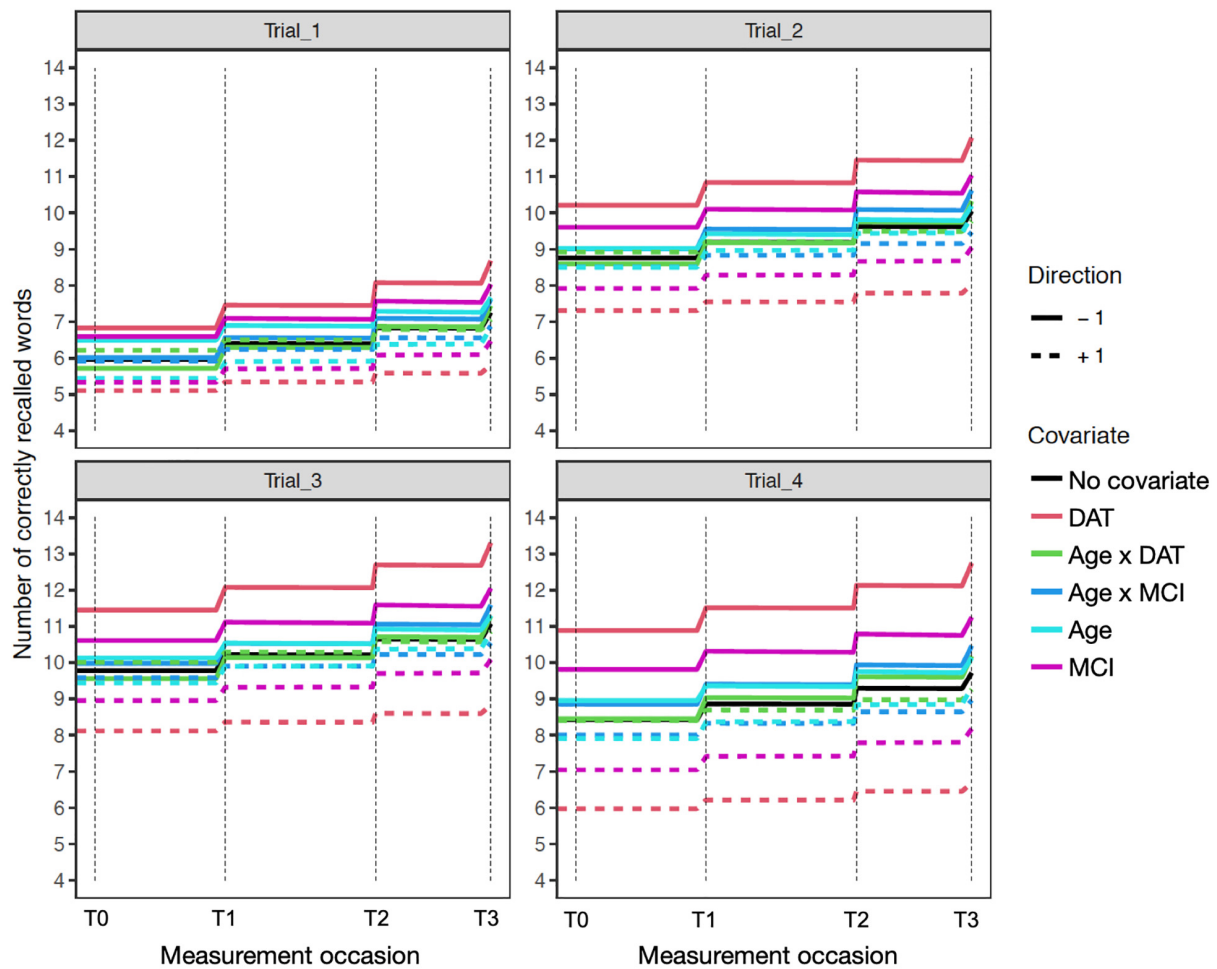 Trial_1
Trial_2
14
13
12
11
10
9
8
7
6
5
4
14
13
12
11
10
9
8
7
6
5
4
Trial_3
Trial_4
14
13
12
11
10
9
8
7
6
5
4
14
13
12
11
10
9
8
7
6
5
4
Number of correctly recalled words
T0 T1 T2 T3
T0 T1 T2 T3
Measurement occasion
Measurement occasion
Direction
– 1
+ 1
Covariate
No covariate
DAT
Age x DAT
Age x MCI
Age
MCI